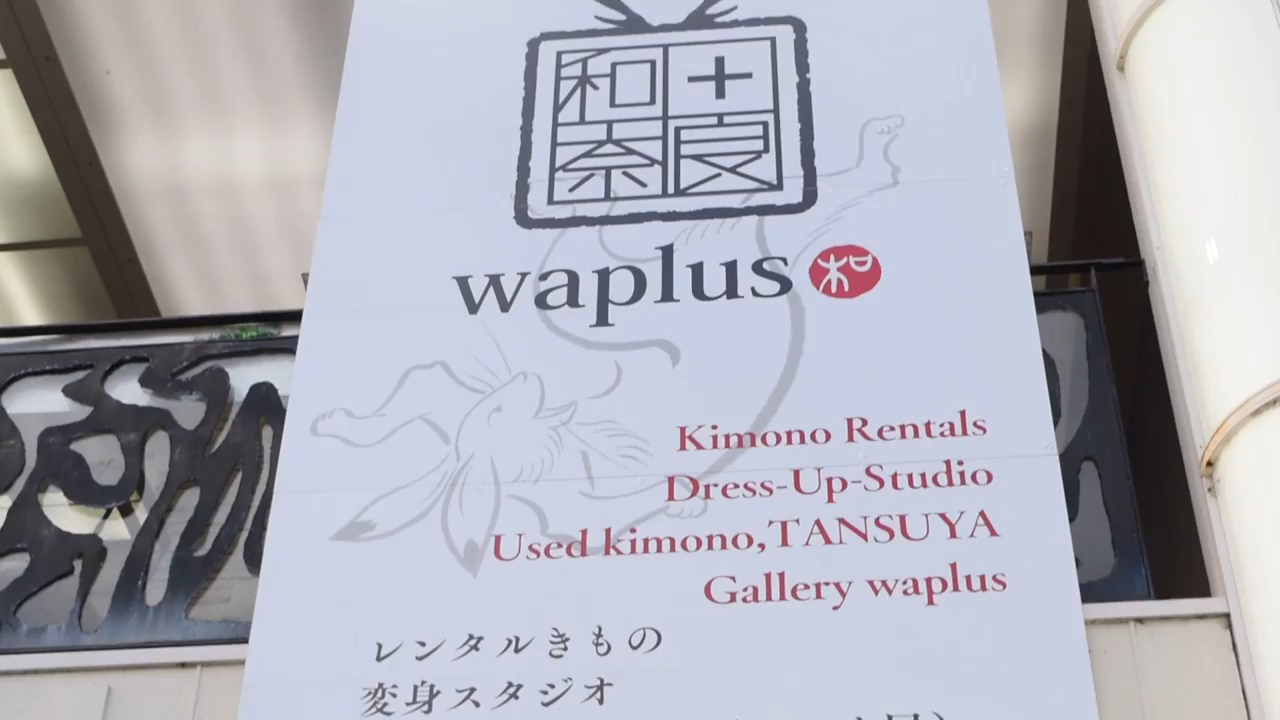 和十
奈良
waplus 和
Kimono Rentals
Dress-Up-Studio
Used kimono,TANSUYA
Gallery waplus
レンタルきもの
変身スタジオ